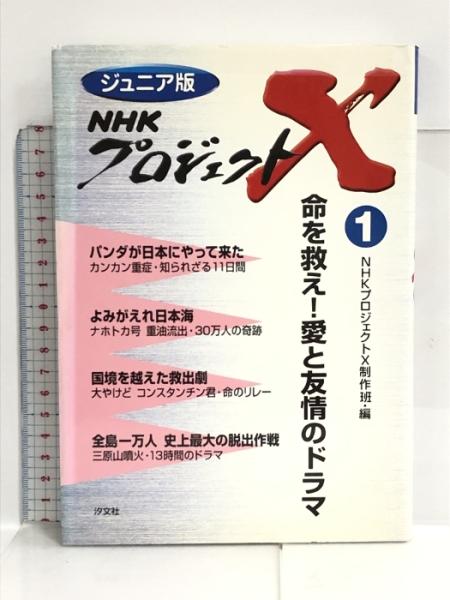 ジュニア版
NHK
プロジェクトX
1
命を救え!愛と友情のドラマ
NHKプロジェクトX制作班・編
パンダが日本にやって来た
カンカン重症・知られざる11日間
よみがえれ日本海
ナホトカ号 重油流出・30万人の奇跡
国境を越えた救出劇
大やけど コンスタンチン君・命のリレー
全島一万人 史上最大の脱出作戦
三原山噴火・13時間のドラマ
汐文社